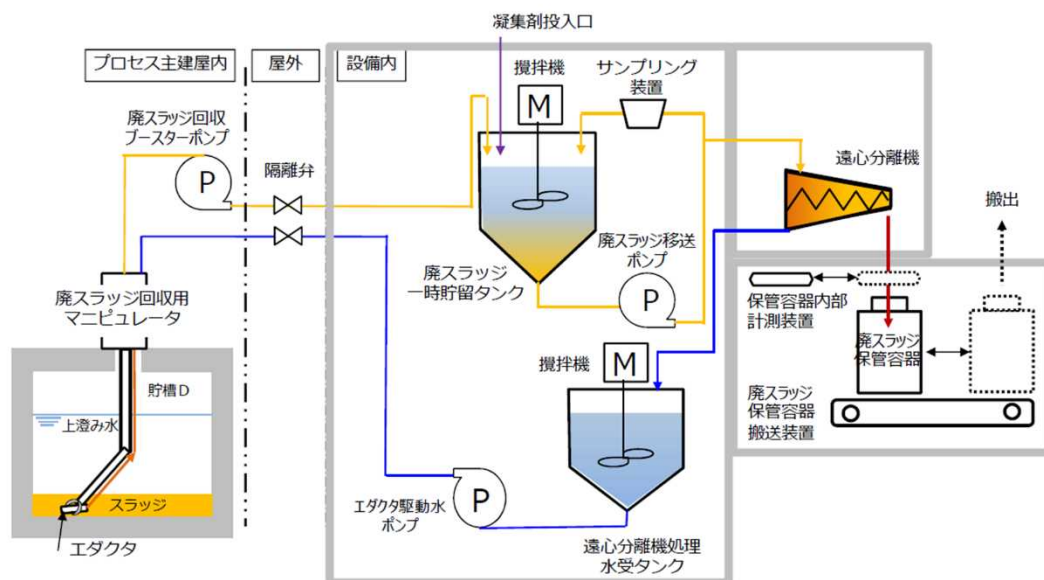 凝集剤投入口
プロセス主建屋内
屋外
設備内
攪拌機
サンプリング
装置
M
廃スラッジ回収
ブースターポンプ
P
隔離弁
遠心分離機
搬出
廃スラッジ移送
ポンプ
P
廃スラッジ
一時貯留タンク
廃スラッジ回収用
マニピュレータ
保管容器内部
計測装置
廃スラッジ
保管容器
攪拌機
M
貯槽D
上澄み水
廃スラッジ
保管容器
搬送装置
スラッジ
エダクタ
エダクタ駆動水
ポンプ
P
遠心分離機処理
水受タンク